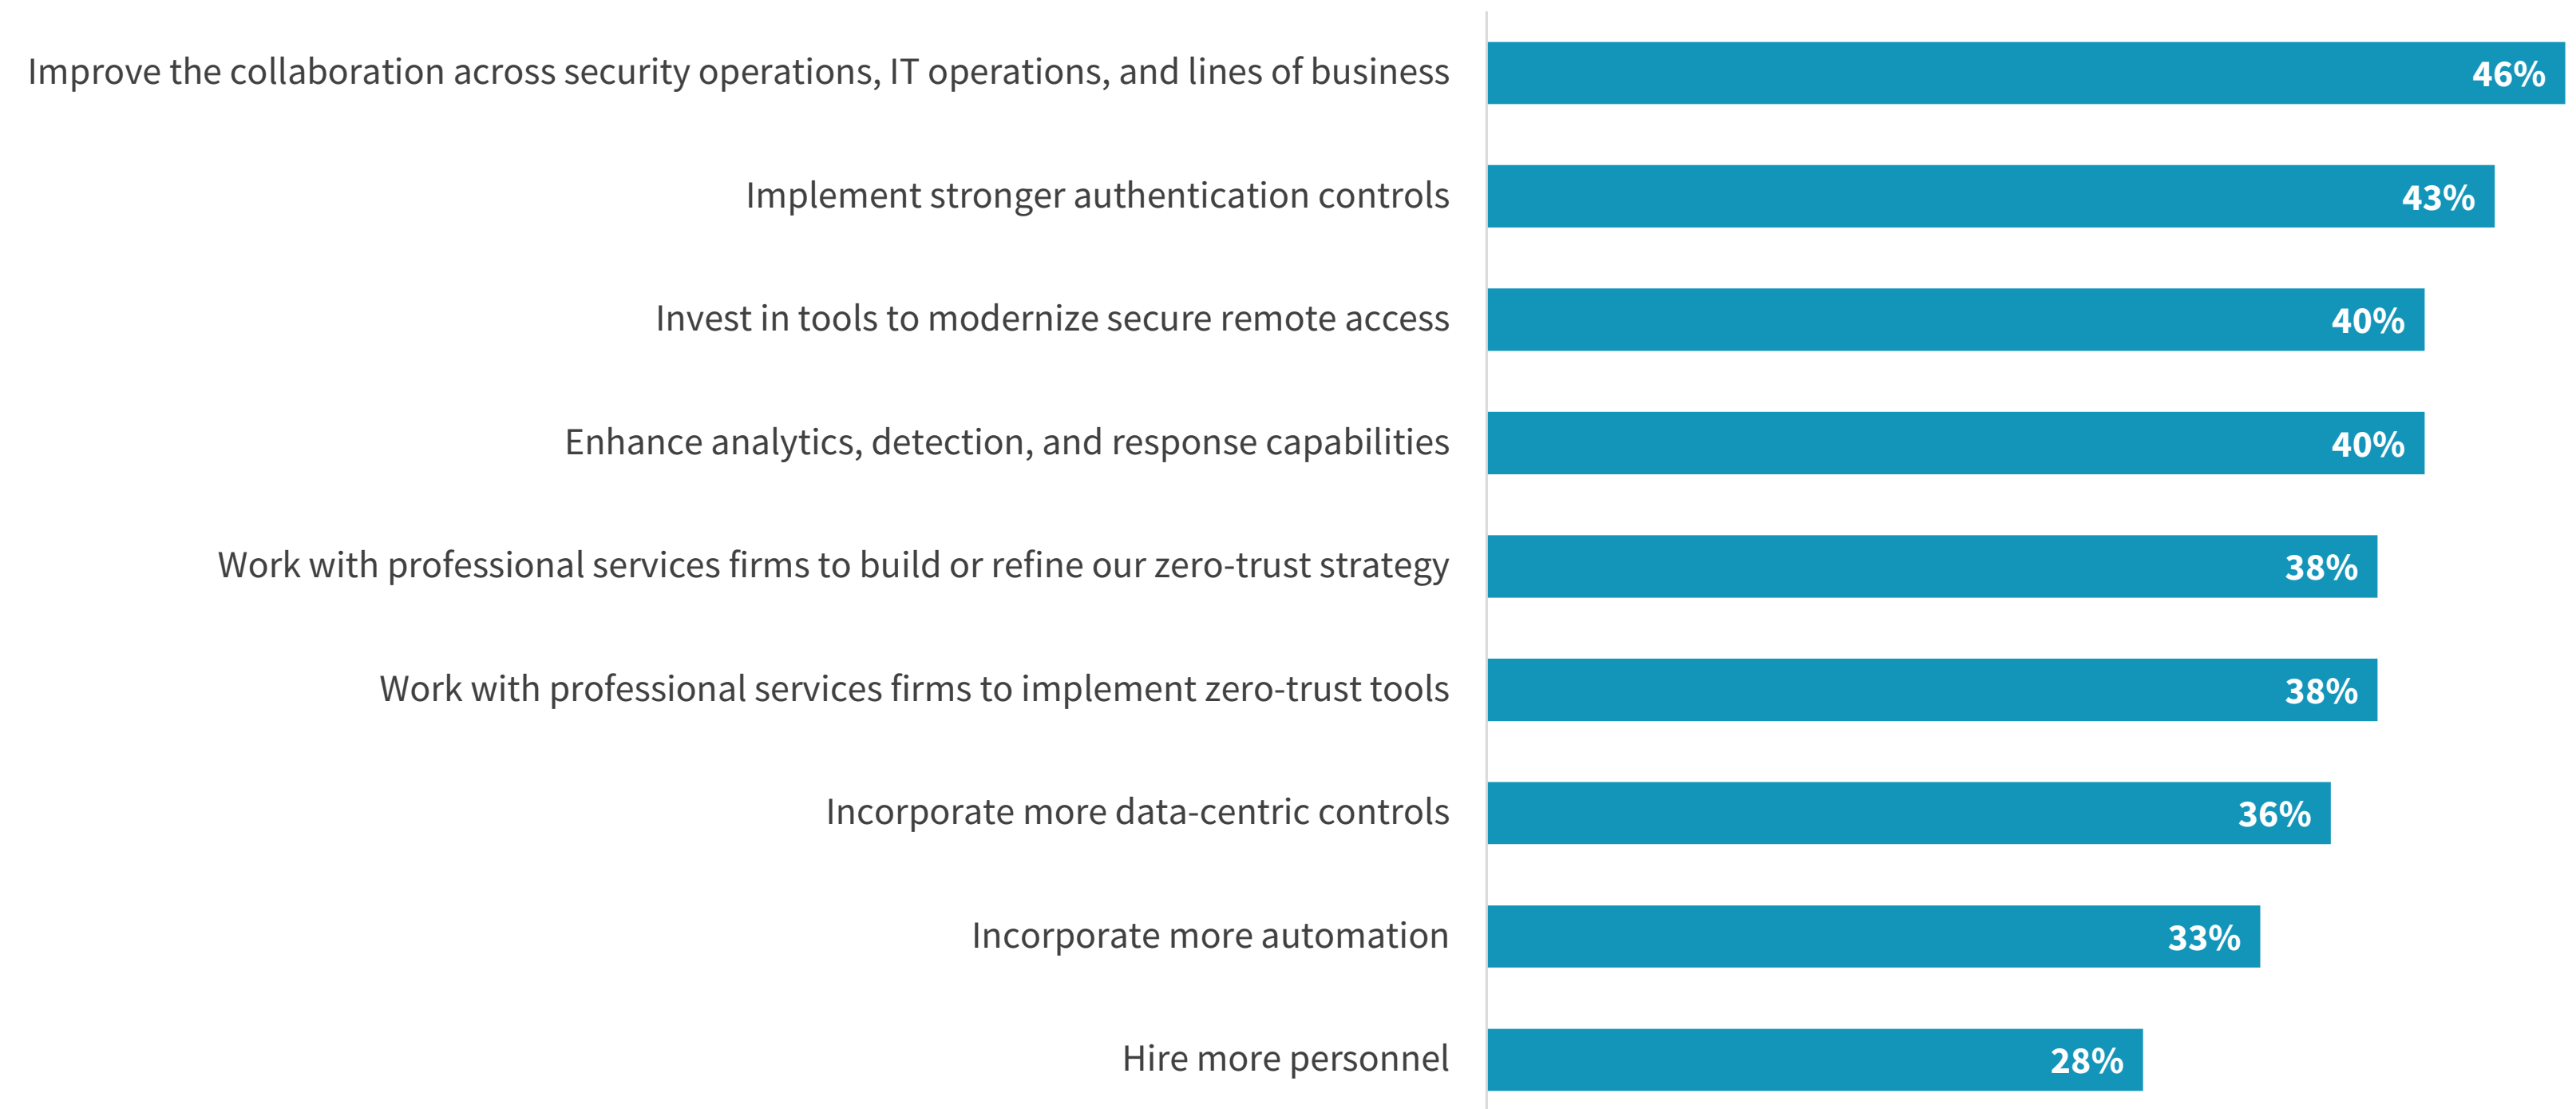 Improve the collaboration across security operations, IT operations, and lines of business 46%
Implement stronger authentication controls 43%
Invest in tools to modernize secure remote access 40%
Enhance analytics, detection, and response capabilities 40%
Work with professional services firms to build or refine our zero-trust strategy 38%
Work with professional services firms to implement zero-trust tools 38%
Incorporate more data-centric controls 36%
Incorporate more automation 33%
Hire more personnel 28%